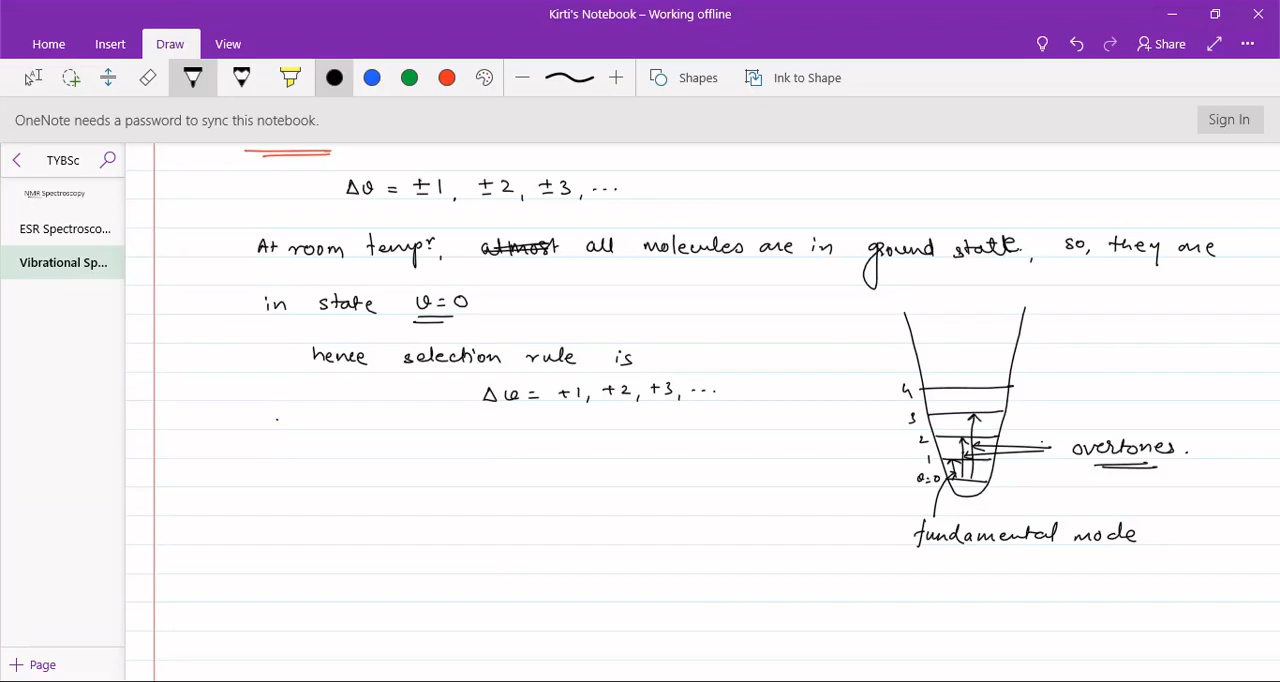 Kirti's Notebook – Working offline
Home Insert Draw View Share
Shapes Ink to Shape
OneNote needs a password to sync this notebook. Sign In
TYBSc
NMR Spectroscopy
ESR Spectrosco...
Vibrational Sp...
Δv = ±1, ±2, ±3, ...
At room tempr, almost all molecules are in ground state, so, they are
in state v=0
hence selection rule is
Δv = +1, +2, +3, ...
4
3
2
1
v=0
overtones.
fundamental mode
+ Page